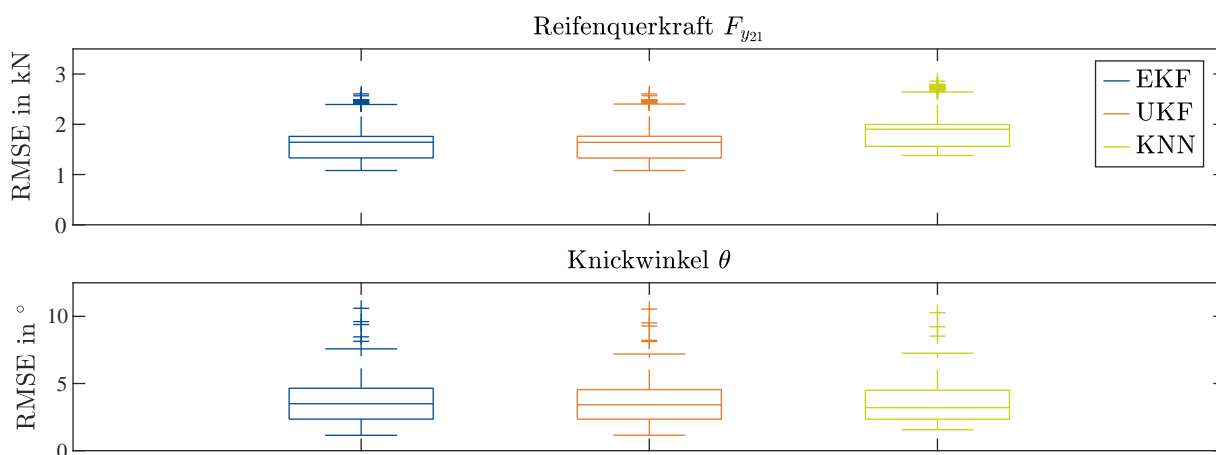 Reifenquerkraft F_{y_{21}}
RMSE in kN
3
2
1
0
EKF
UKF
KNN
Knickwinkel θ
RMSE in °
10
5
0